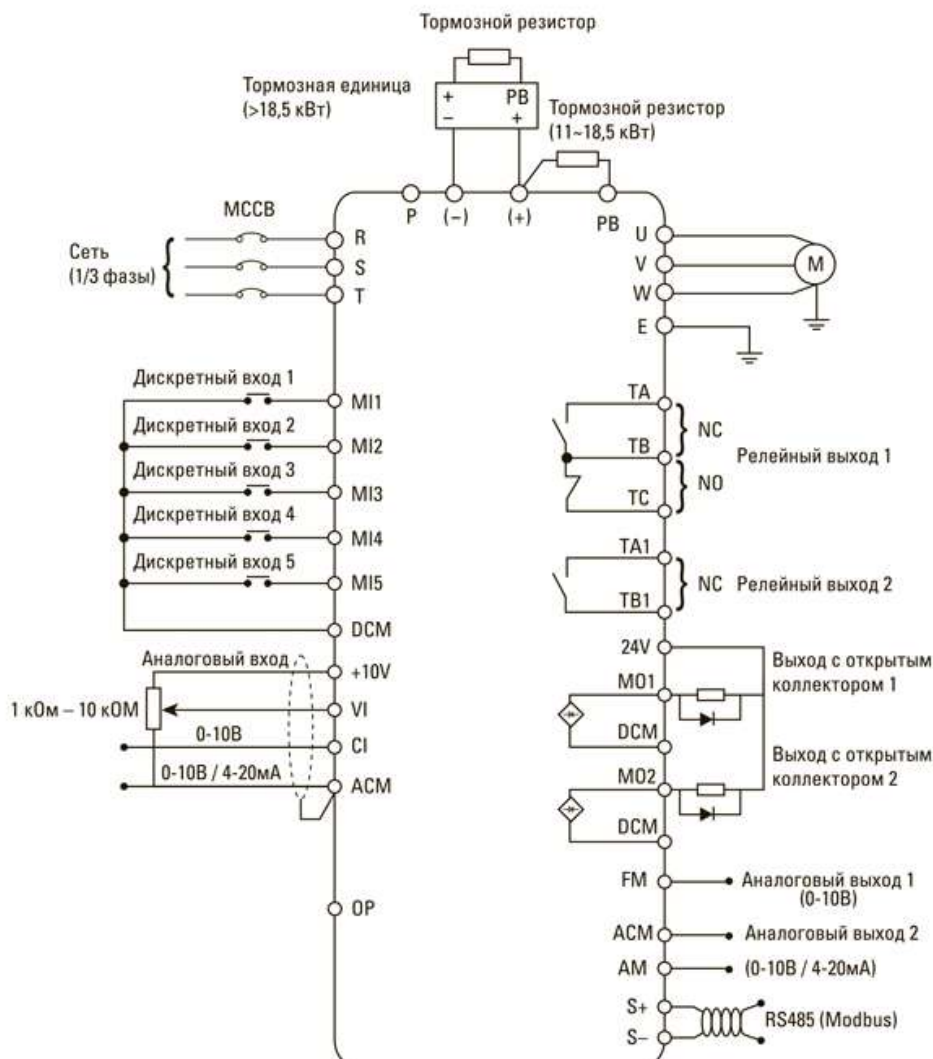 Тормозной резистор
Тормозная единица
(>18,5 кВт)
+ PB
− +
Тормозной резистор
(11~18,5 кВт)
P (−) (+) PB
МССВ
Сеть
(1/3 фазы)
R
S
T
U
V
W
M
E
Дискретный вход 1
MI1
Дискретный вход 2
MI2
Дискретный вход 3
MI3
Дискретный вход 4
MI4
Дискретный вход 5
MI5
DCM
Аналоговый вход
+10V
1 кОм – 10 кОМ
VI
0-10В
CI
0-10В / 4-20мА
ACM
OP
TA
NC
TB
Релейный выход 1
NO
TC
TA1
NC Релейный выход 2
TB1
24V
Выход с открытым
коллектором 1
MO1
DCM
Выход с открытым
коллектором 2
MO2
DCM
FM
Аналоговый выход 1
(0-10В)
ACM
Аналоговый выход 2
AM
(0-10В / 4-20мА)
S+
RS485 (Modbus)
S−